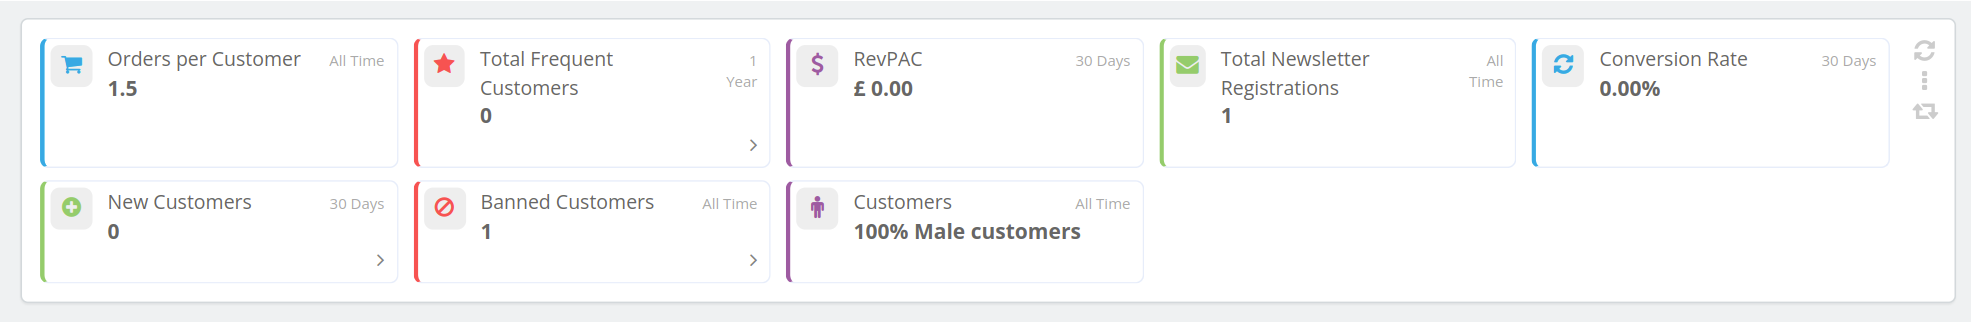 Orders per Customer
All Time
1.5
Total Frequent
Customers
1
Year
0
RevPAC
30 Days
£ 0.00
Total Newsletter
Registrations
All
Time
1
Conversion Rate
30 Days
0.00%
New Customers
30 Days
0
Banned Customers
All Time
1
Customers
All Time
100% Male customers